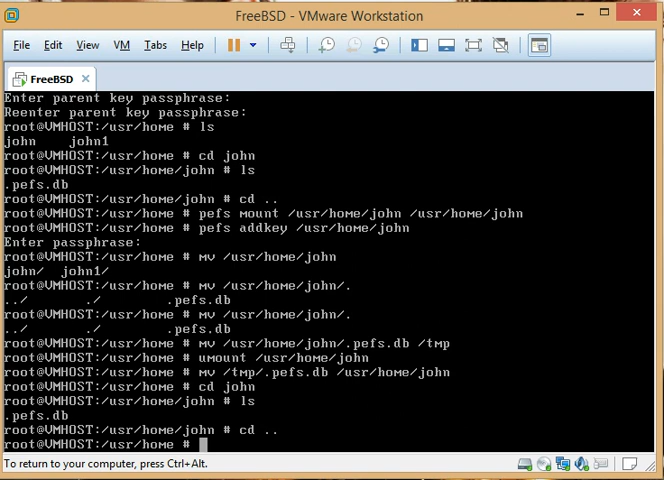 FreeBSD - VMware Workstation
File Edit View VM Tabs Help
FreeBSD
Enter parent key passphrase:
Reenter parent key passphrase:
root@VMHOST:/usr/home # ls
john john1
root@VMHOST:/usr/home # cd john
root@VMHOST:/usr/home/john # ls
.pefs.db
root@VMHOST:/usr/home/john # cd ..
root@VMHOST:/usr/home # pefs mount /usr/home/john /usr/home/john
root@VMHOST:/usr/home # pefs addkey /usr/home/john
Enter passphrase:
root@VMHOST:/usr/home # mv /usr/home/john
john/ john1/
root@VMHOST:/usr/home # mv /usr/home/john/.
../ ./ .pefs.db
root@VMHOST:/usr/home # mv /usr/home/john/.
../ ./ .pefs.db
root@VMHOST:/usr/home # mv /usr/home/john/.pefs.db /tmp
root@VMHOST:/usr/home # umount /usr/home/john
root@VMHOST:/usr/home # mv /tmp/.pefs.db /usr/home/john
root@VMHOST:/usr/home # cd john
root@VMHOST:/usr/home/john # ls
.pefs.db
root@VMHOST:/usr/home/john # cd ..
root@VMHOST:/usr/home #
To return to your computer, press Ctrl+Alt.